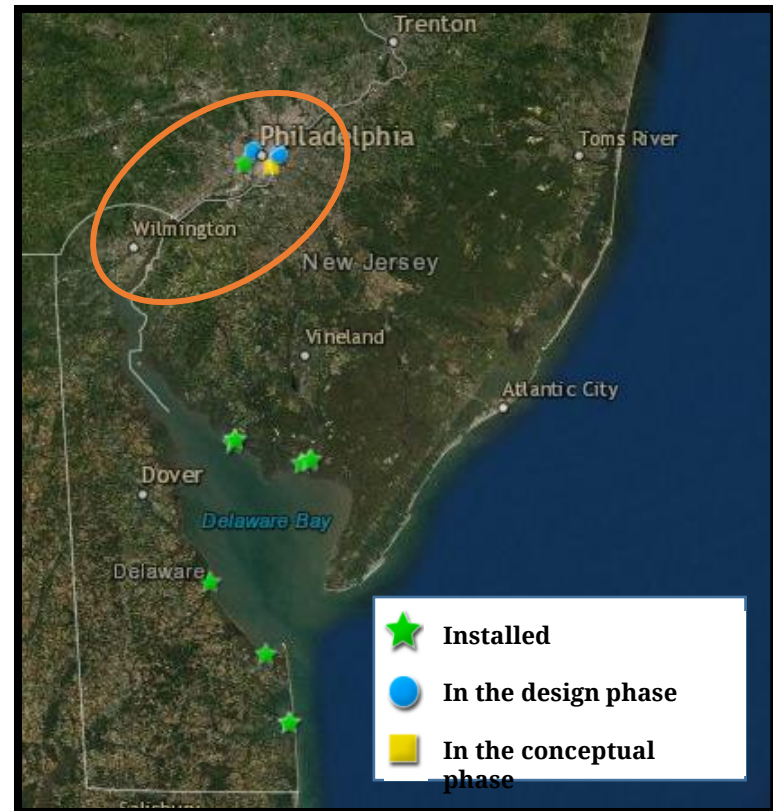 Trenton
Philadelphia
Toms River
Wilmington
New Jersey
Vineland
Atlantic City
Dover
Delaware Bay
Delaware
Installed
In the design phase
In the conceptual
phase
Salisbury